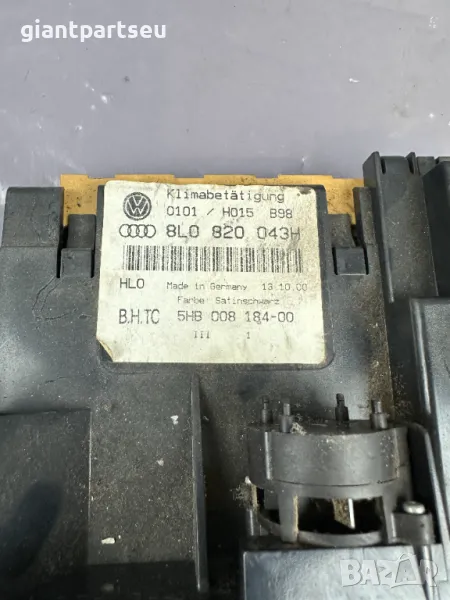 giantpartseu
Klimabetätigung
0101 / H015 B98
8L0 820 043H
HLO Made in Germany 13.10.00
Farbe: Satinschwarz
B.H.TC 5HB 008 184-00
III 1
BAZAR